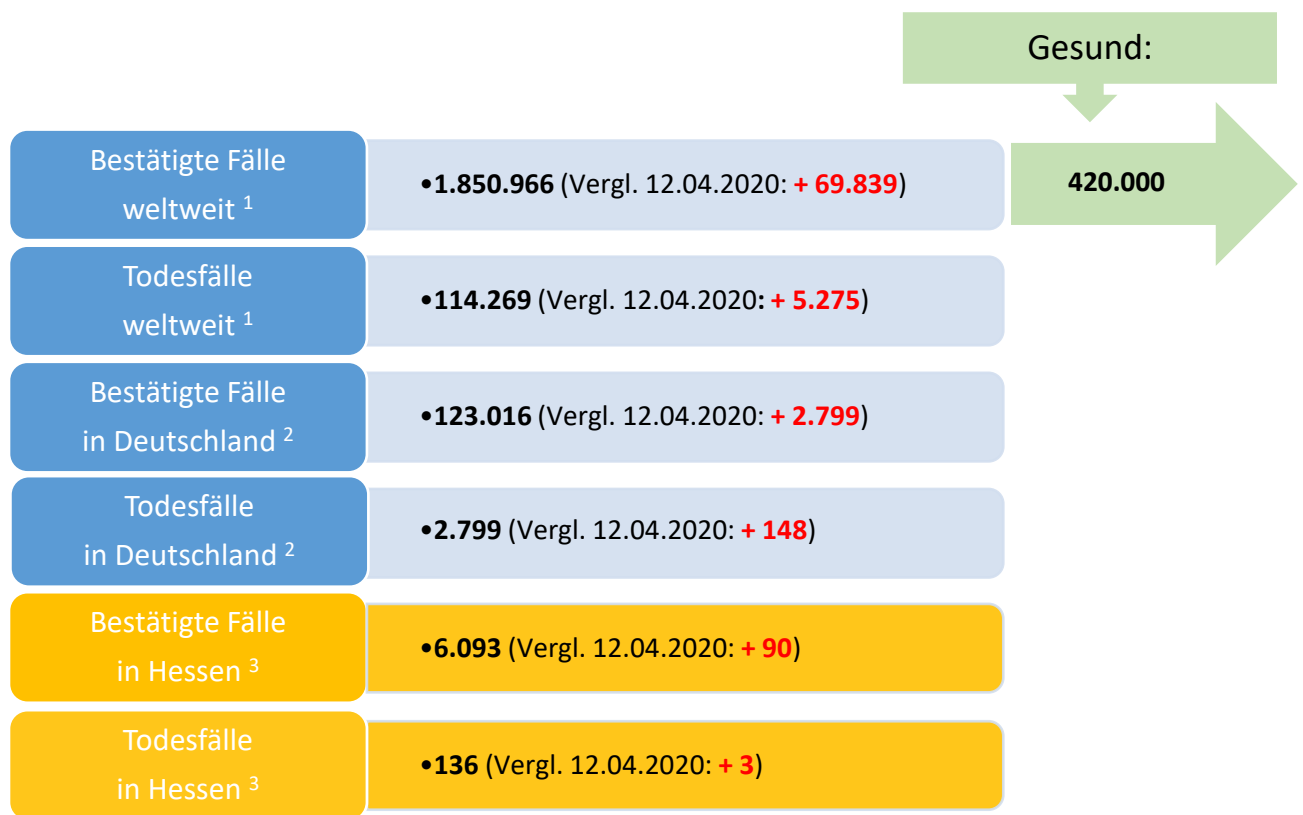 Gesund:
Bestätigte Fälle
weltweit ¹
•1.850.966 (Vergl. 12.04.2020: + 69.839)
420.000
Todesfälle
weltweit ¹
•114.269 (Vergl. 12.04.2020: + 5.275)
Bestätigte Fälle
in Deutschland ²
•123.016 (Vergl. 12.04.2020: + 2.799)
Todesfälle
in Deutschland ²
•2.799 (Vergl. 12.04.2020: + 148)
Bestätigte Fälle
in Hessen ³
•6.093 (Vergl. 12.04.2020: + 90)
Todesfälle
in Hessen ³
•136 (Vergl. 12.04.2020: + 3)